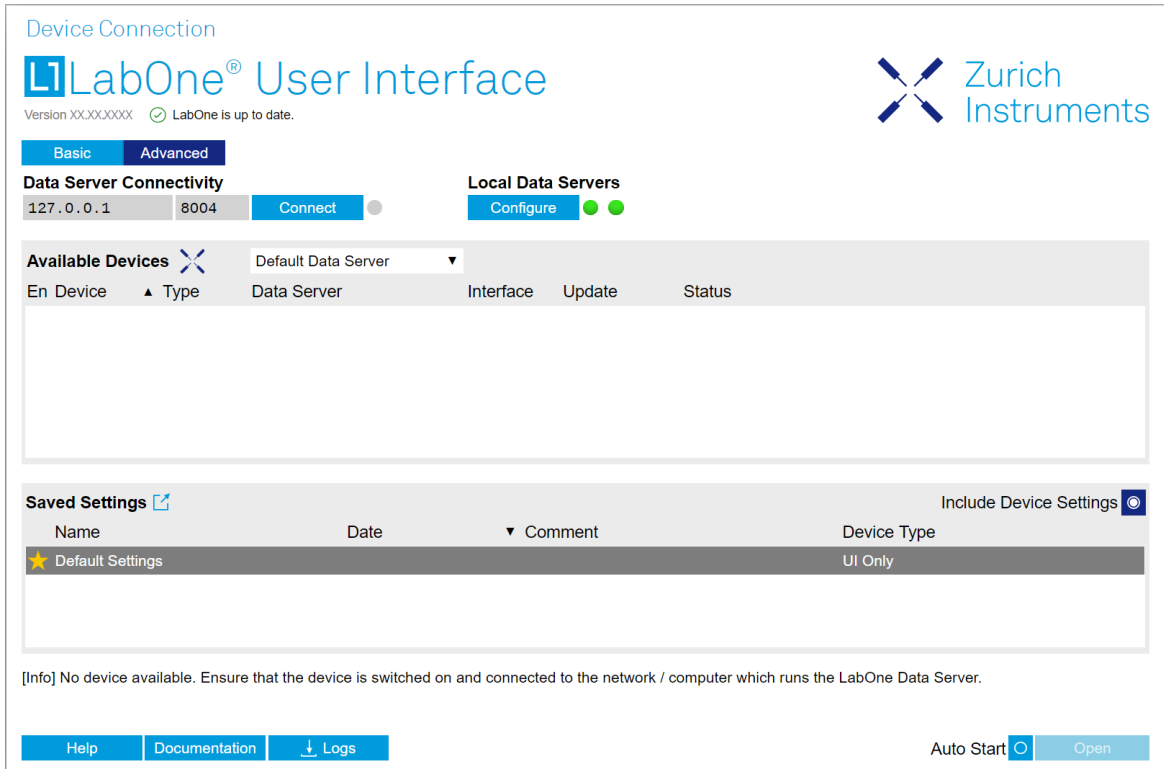 Device Connection
L1 LabOne® User Interface
Zurich
Instruments
Version XX.XX.XXXX LabOne is up to date.
Basic Advanced
Data Server Connectivity Local Data Servers
127.0.0.1 8004 Connect Configure
Available Devices Default Data Server ▼
En Device ▲ Type Data Server Interface Update Status
Saved Settings Include Device Settings
Name Date ▼ Comment Device Type
Default Settings UI Only
[Info] No device available. Ensure that the device is switched on and connected to the network / computer which runs the LabOne Data Server.
Help Documentation Logs Auto Start Open